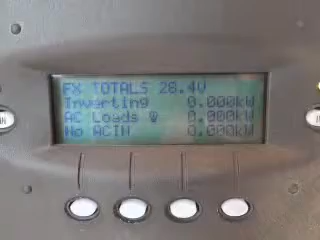 FX TOTALS 28.4V
Inverting 0.000kW
AC Loads 0.000kW
No ACIN 0.000kW